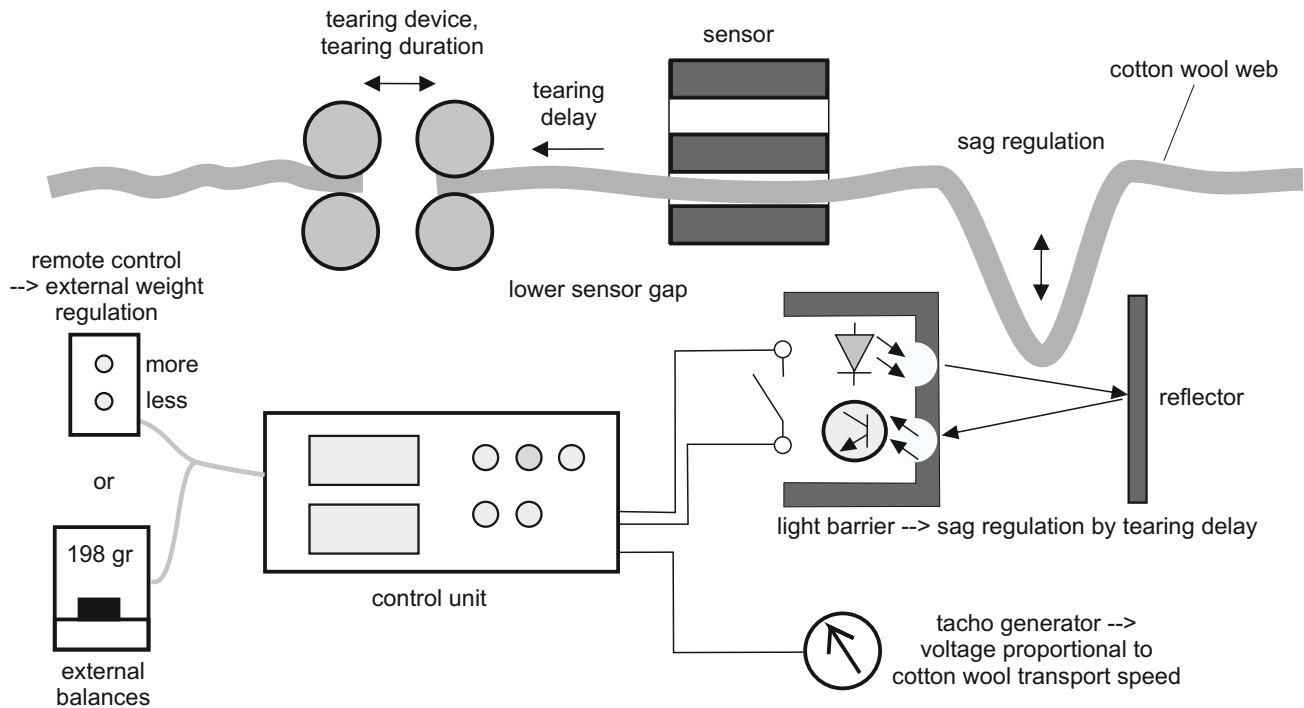 tearing device,
tearing duration
sensor
cotton wool web
tearing
delay
sag regulation
remote control
--> external weight
regulation
lower sensor gap
more
less
reflector
or
light barrier --> sag regulation by tearing delay
198 gr
control unit
tacho generator -->
voltage proportional to
cotton wool transport speed
external
balances